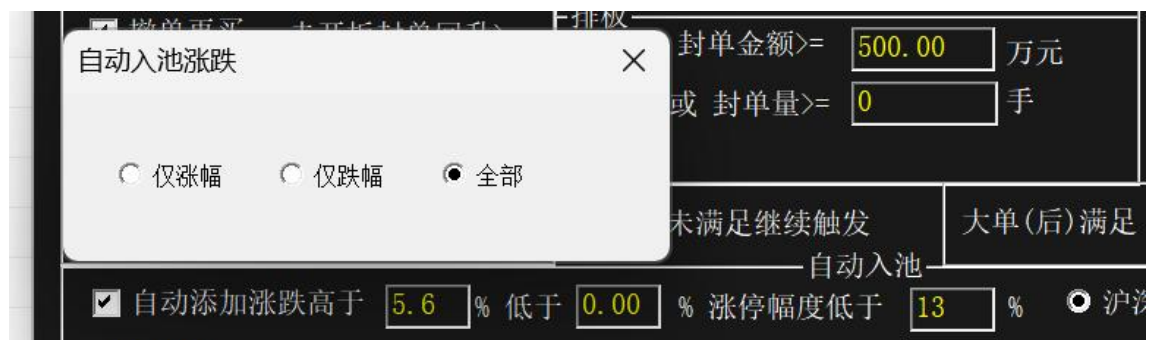 排板
自动入池涨跌
封单金额>= 500.00 万元
或 封单量>= 0 手
仅涨幅 仅跌幅 全部
未满足继续触发 大单(后)满足
自动入池
自动添加涨跌高于 5.6 % 低于 0.00 % 涨停幅度低于 13 % 沪深